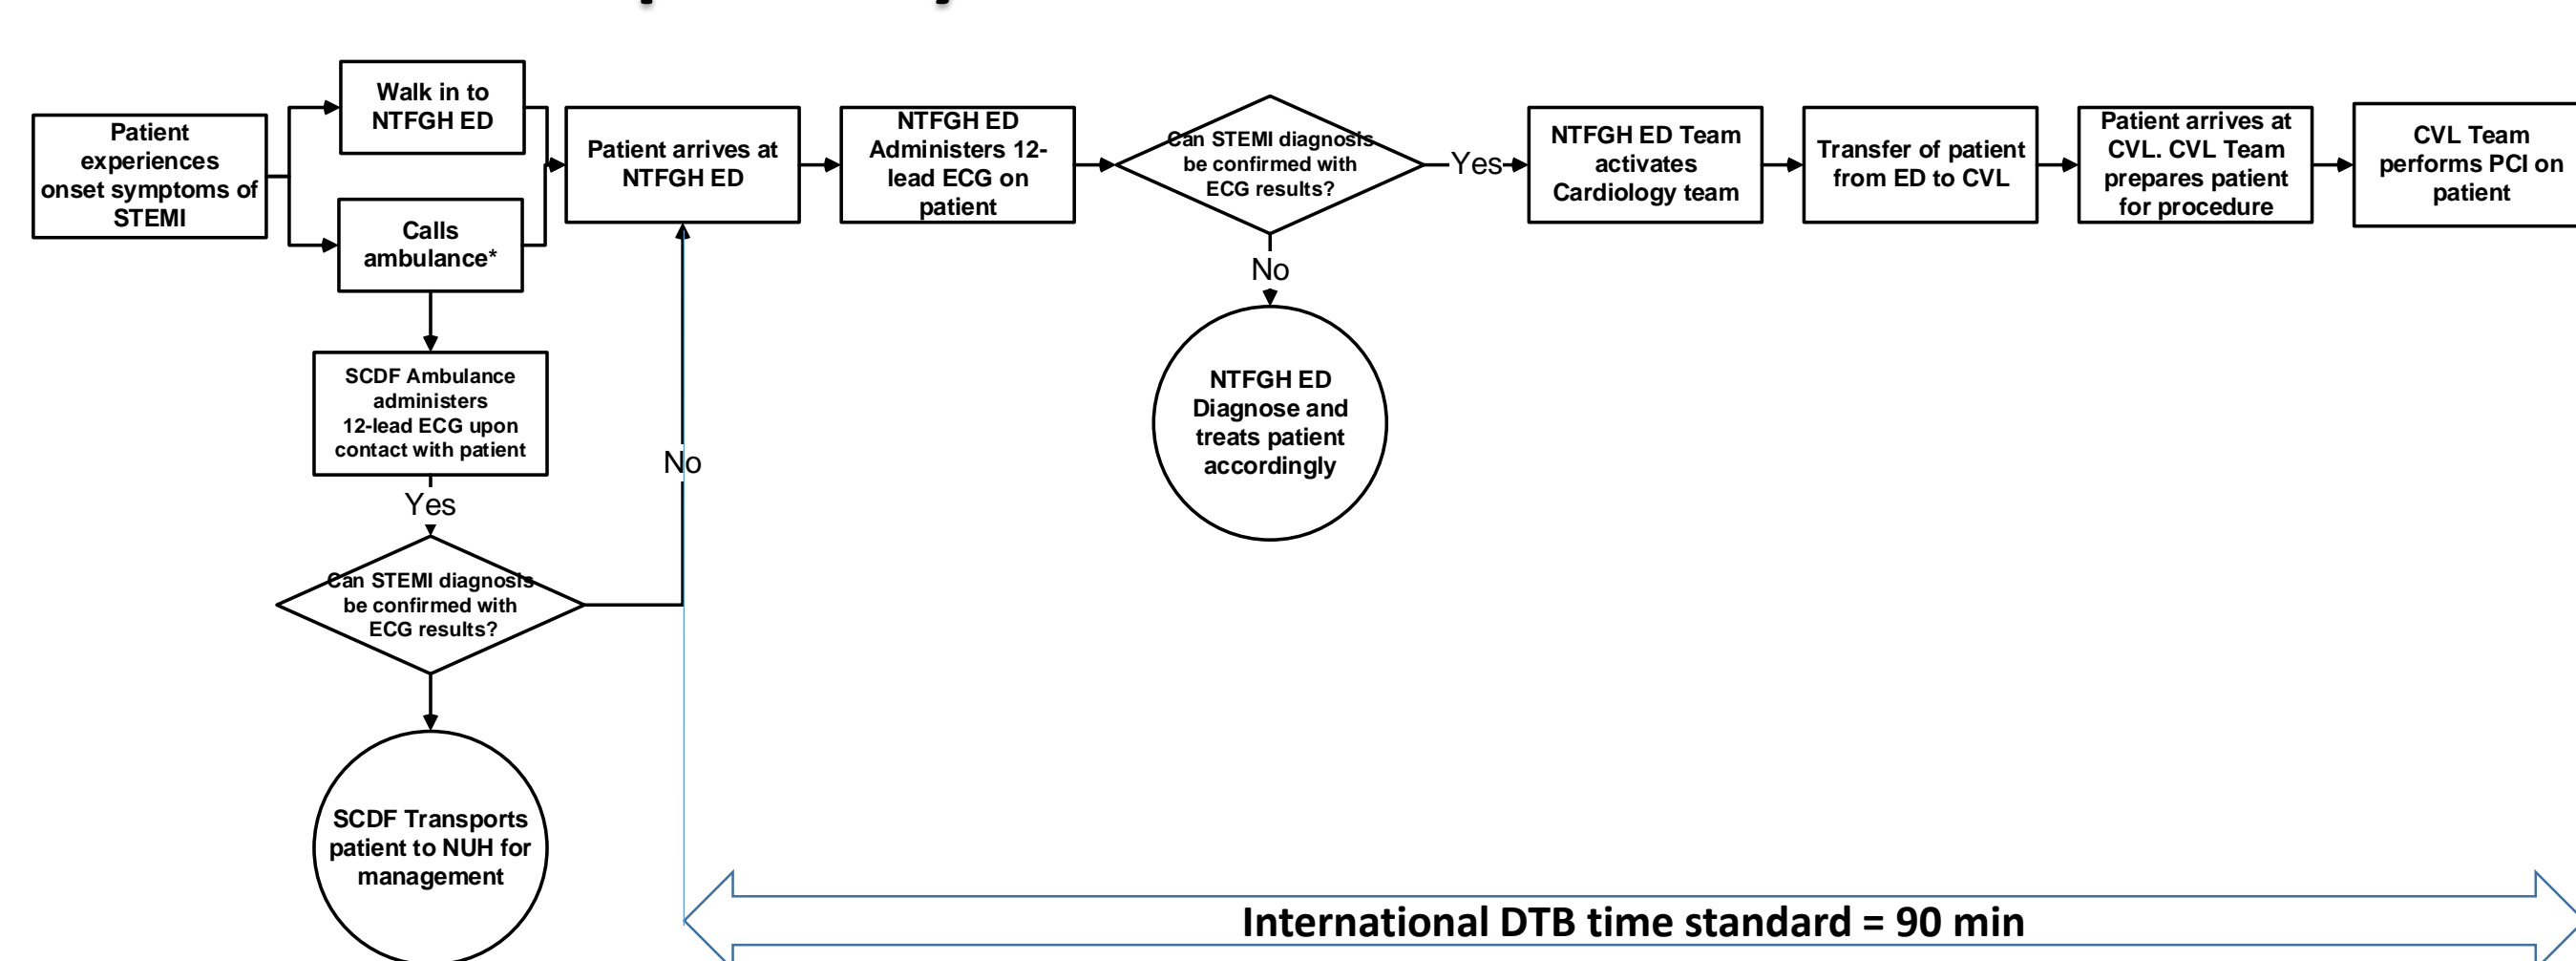 Patient
experiences
onset symptoms of
STEMI
Walk in to
NTFGH ED
Calls
ambulance*
Patient arrives at
NTFGH ED
NTFGH ED
Administers 12-
lead ECG on
patient
Can STEMI diagnosis
be confirmed with
ECG results?
Yes
NTFGH ED Team
activates
Cardiology team
Transfer of patient
from ED to CVL
Patient arrives at
CVL. CVL Team
prepares patient
for procedure
CVL Team
performs PCI on
patient
No
NTFGH ED
Diagnose and
treats patient
accordingly
SCDF Ambulance
administers
12-lead ECG upon
contact with patient
Yes
No
Can STEMI diagnosis
be confirmed with
ECG results?
SCDF Transports
patient to NUH for
management
International DTB time standard = 90 min